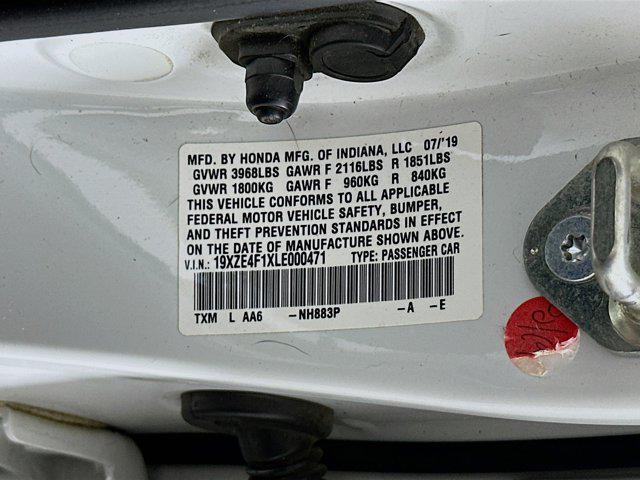 MFD. BY HONDA MFG. OF INDIANA, LLC 07/'19
GVWR 3968LBS GAWR F 2116LBS R 1851LBS
GVWR 1800KG GAWR F 960KG R 840KG
THIS VEHICLE CONFORMS TO ALL APPLICABLE
FEDERAL MOTOR VEHICLE SAFETY, BUMPER,
AND THEFT PREVENTION STANDARDS IN EFFECT
ON THE DATE OF MANUFACTURE SHOWN ABOVE.
V.I.N.: 19XZE4F1XLE000471 TYPE: PASSENGER CAR
TXM L AA6 -NH883P -A -E